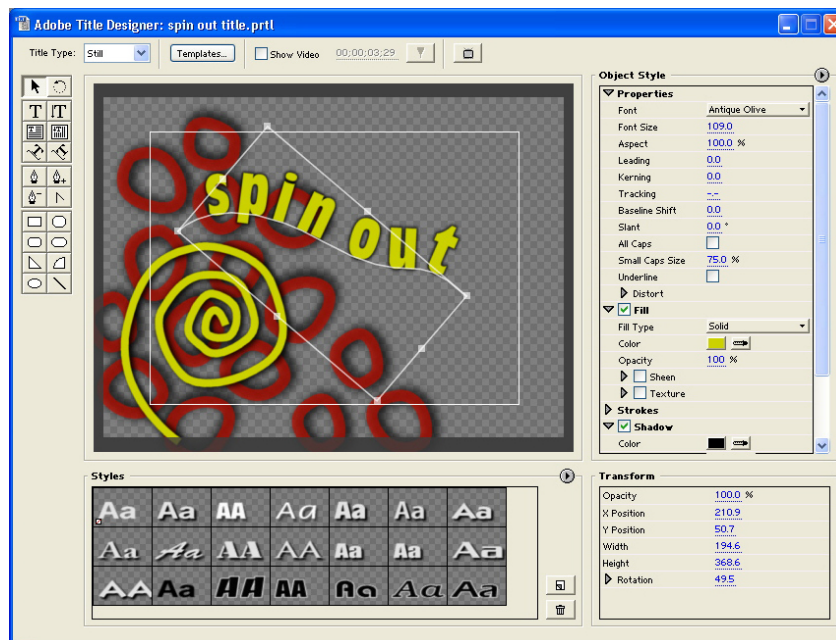 Adobe Title Designer: spin out title.prtl
Title Type: Still Templates... Show Video 00;00;03;29
T IT
spin out
Object Style
Properties
Font Antique Olive
Font Size 109.0
Aspect 100.0 %
Leading 0.0
Kerning 0.0
Tracking -.-
Baseline Shift 0.0
Slant 0.0 °
All Caps
Small Caps Size 75.0 %
Underline
Distort
Fill
Fill Type Solid
Color
Opacity 100 %
Sheen
Texture
Strokes
Shadow
Color
Styles
Aa Aa AA Aa Aa Aa Aa
Aa Aa AA AA Aa Aa Aa
AA Aa AA AA Aa Aa Aa
Transform
Opacity 100.0 %
X Position 210.9
Y Position 50.7
Width 194.6
Height 368.6
Rotation 49.5